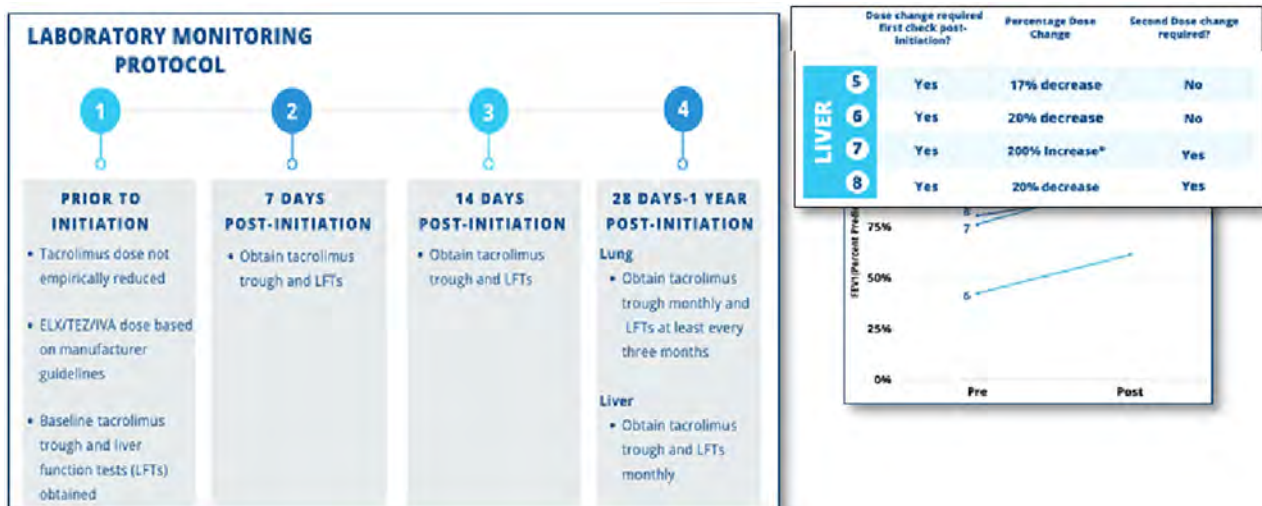 LABORATORY MONITORING
PROTOCOL
1
2
3
4
PRIOR TO
INITIATION
• Tacrolimus dose not
empirically reduced
• ELX/TEZ/IVA dose based
on manufacturer
guidelines
• Baseline tacrolimus
trough and liver
function tests (LFTs)
obtained
7 DAYS
POST-INITIATION
• Obtain tacrolimus
trough and LFTs
14 DAYS
POST-INITIATION
• Obtain tacrolimus
trough and LFTs
28 DAYS-1 YEAR
POST-INITIATION
Lung
• Obtain tacrolimus
trough monthly and
LFTs at least every
three months
Liver
• Obtain tacrolimus
trough and LFTs
monthly
Dose change required
first check post-
initiation?
Percentage Dose
Change
Second Dose change
required?
LIVER
5 Yes 17% decrease No
6 Yes 20% decrease No
7 Yes 200% Increase* Yes
8 Yes 20% decrease Yes
FEV1(Percent Predi
75%
50%
25%
0%
8
7
6
Pre
Post